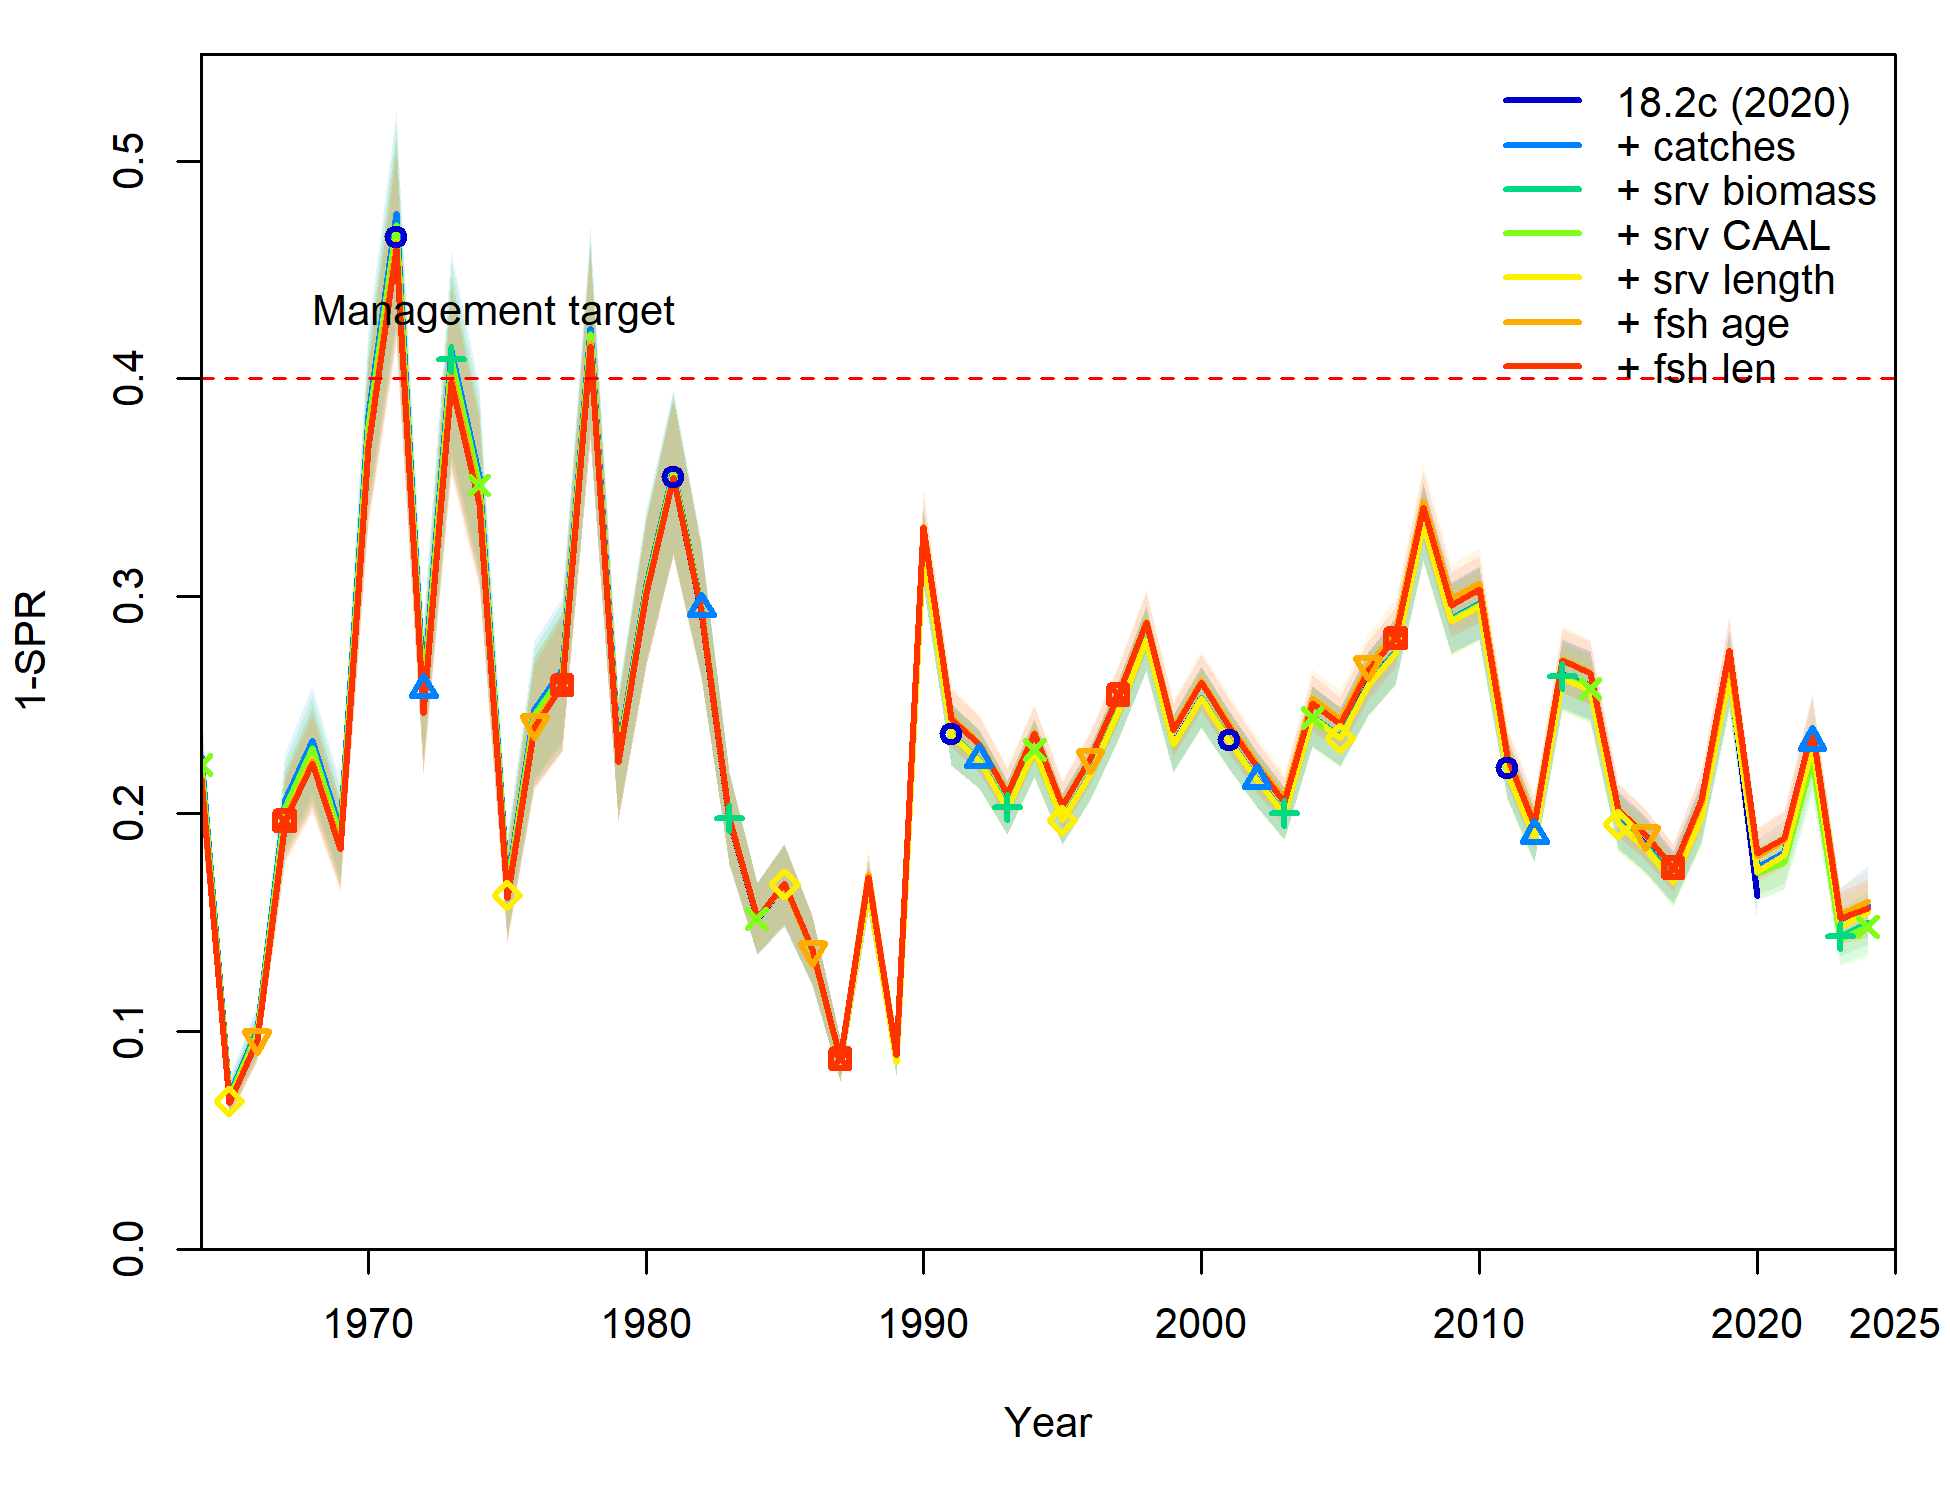 18.2c (2020)
+ catches
+ srv biomass
+ srv CAAL
+ srv length
+ fsh age
+ fsh len
Management target
0.5
0.4
0.3
0.2
0.1
0.0
1-SPR
1970 1980 1990 2000 2010 2020 2025
Year